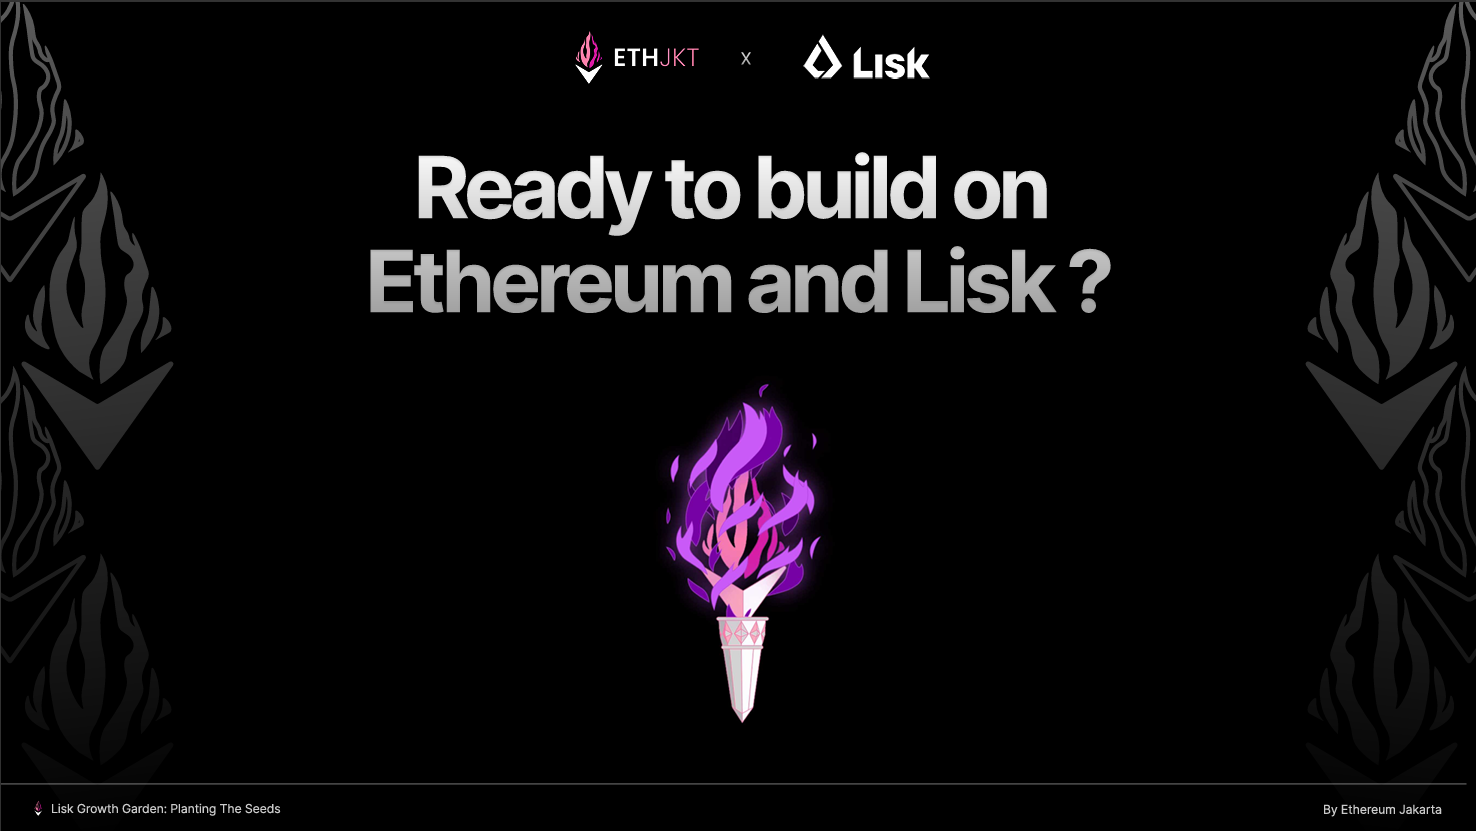 ETHJKT x Lisk
Ready to build on
Ethereum and Lisk ?
Lisk Growth Garden: Planting The Seeds
By Ethereum Jakarta